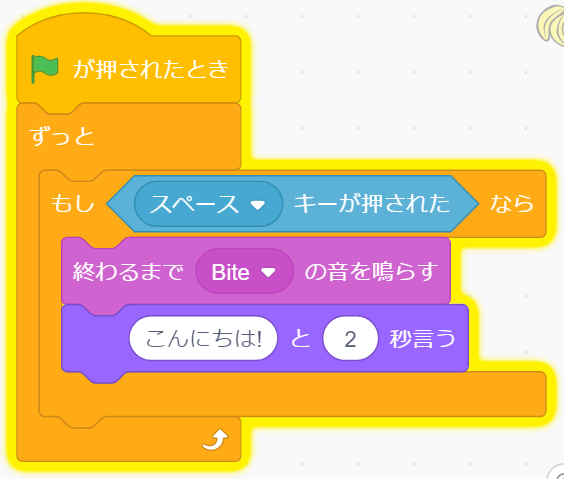 が押されたとき
ずっと
もし スペース キーが押された なら
終わるまで Bite の音を鳴らす
こんにちは! と 2 秒言う